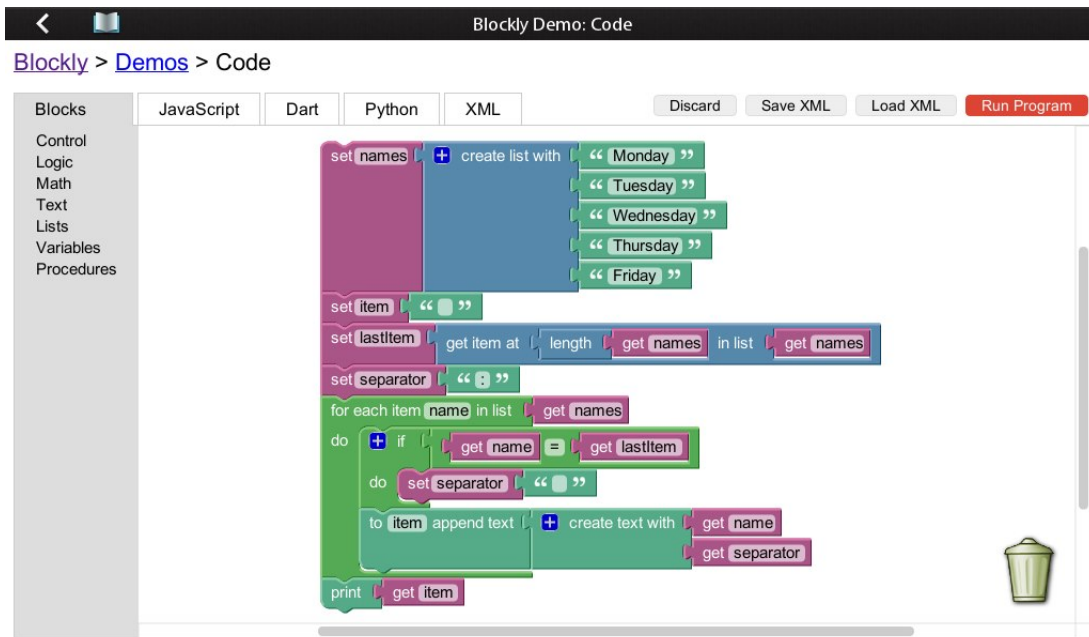 Blockly Demo: Code
Blockly > Demos > Code
Blocks JavaScript Dart Python XML Discard Save XML Load XML Run Program
Control
Logic
Math
Text
Lists
Variables
Procedures
set names create list with “ Monday ”
“ Tuesday ”
“ Wednesday ”
“ Thursday ”
“ Friday ”
set item “ ”
set lastItem get item at length get names in list get names
set separator “ : ”
for each item name in list get names
do if get name = get lastItem
do set separator “ ”
to item append text create text with get name
get separator
print get item